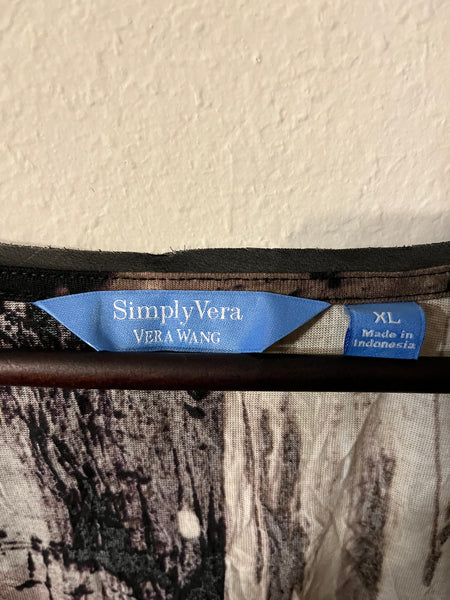 SimplyVera
VERA WANG
XL
Made in
Indonesia